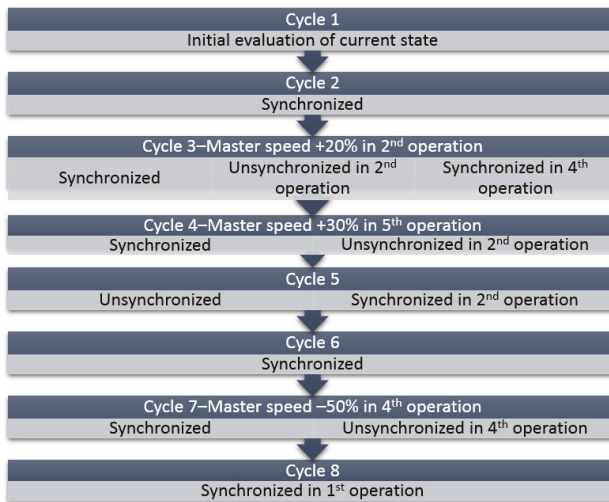 Cycle 1
Initial evaluation of current state
Cycle 2
Synchronized
Cycle 3–Master speed +20% in 2nd operation
Synchronized
Unsynchronized in 2nd
operation
Synchronized in 4th
operation
Cycle 4–Master speed +30% in 5th operation
Synchronized
Unsynchronized in 2nd operation
Cycle 5
Unsynchronized
Synchronized in 2nd operation
Cycle 6
Synchronized
Cycle 7–Master speed –50% in 4th operation
Synchronized
Unsynchronized in 4th operation
Cycle 8
Synchronized in 1st operation